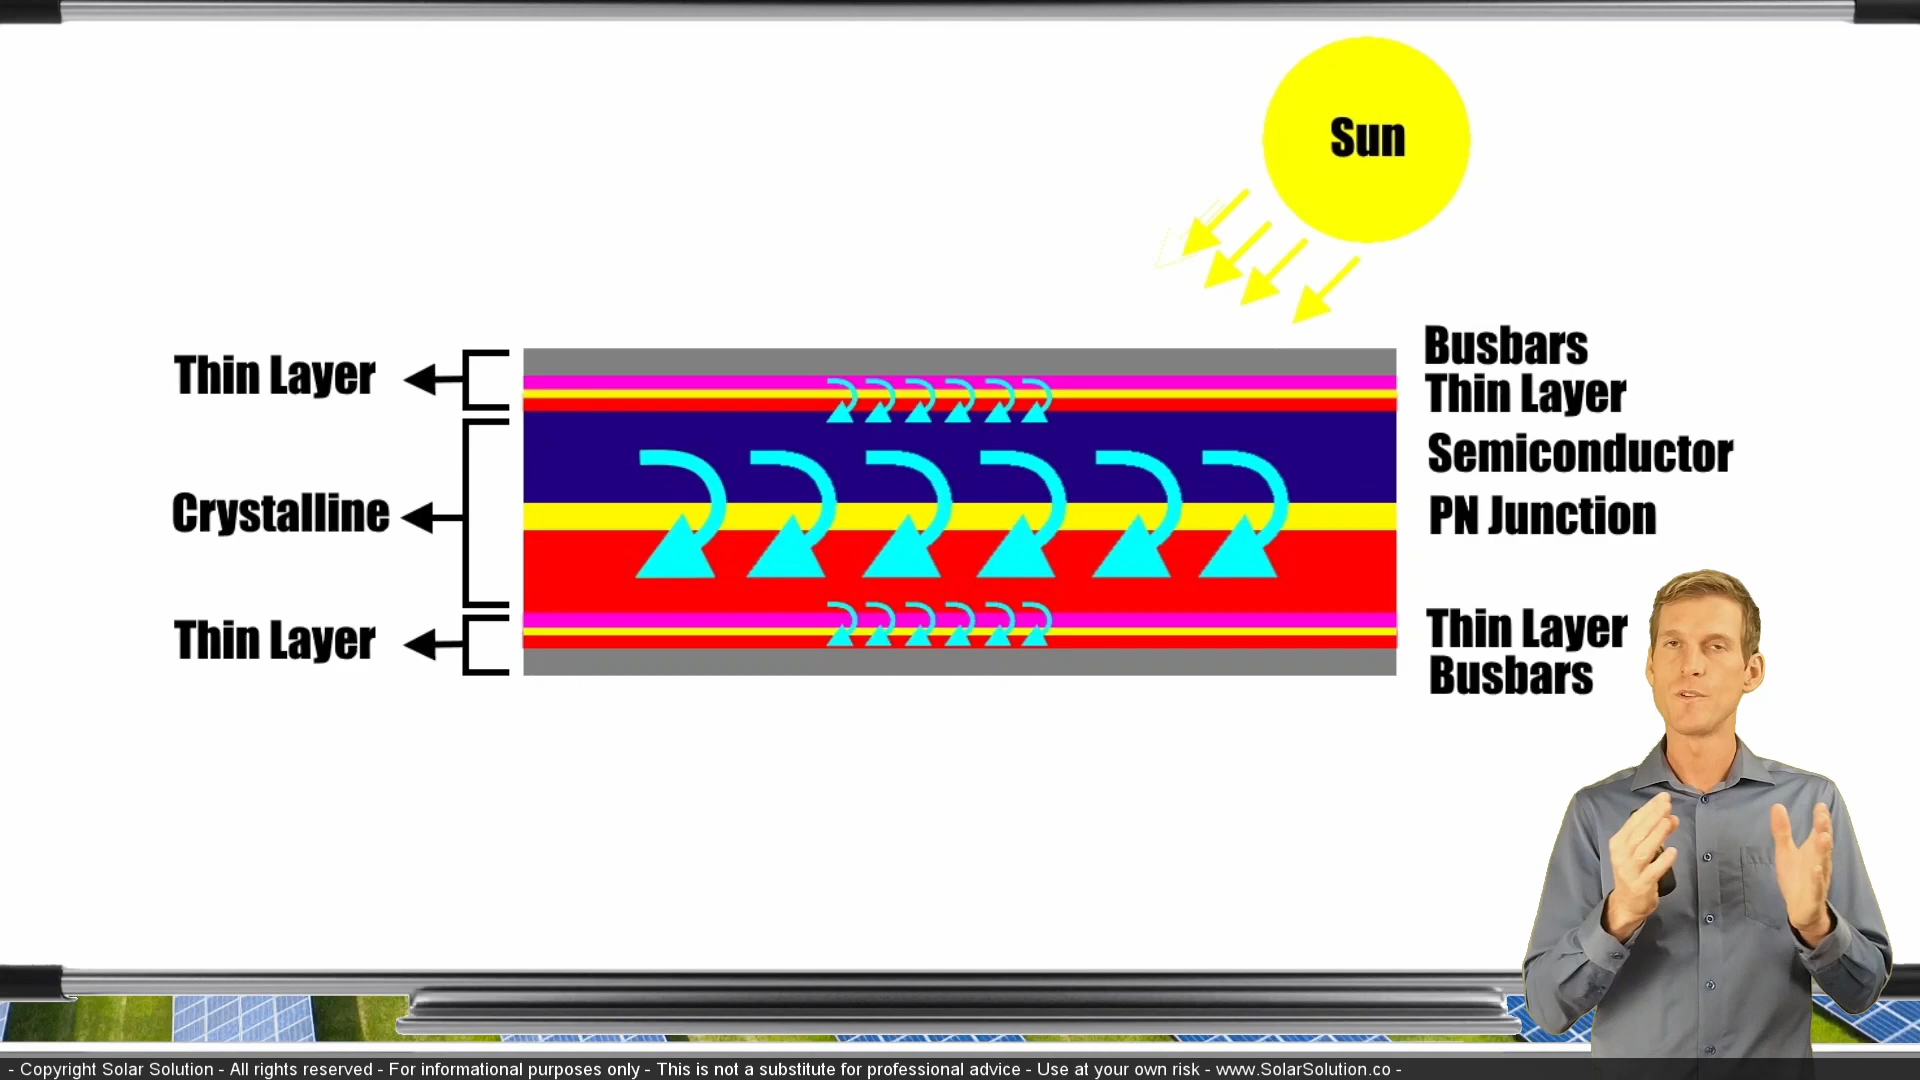 Sun
Thin Layer
Crystalline
Thin Layer
Busbars
Thin Layer
Semiconductor
PN Junction
Thin Layer
Busbars
- Copyright Solar Solution - All rights reserved - For informational purposes only - This is not a substitute for professional advice - Use at your own risk - www.SolarSolution.co -